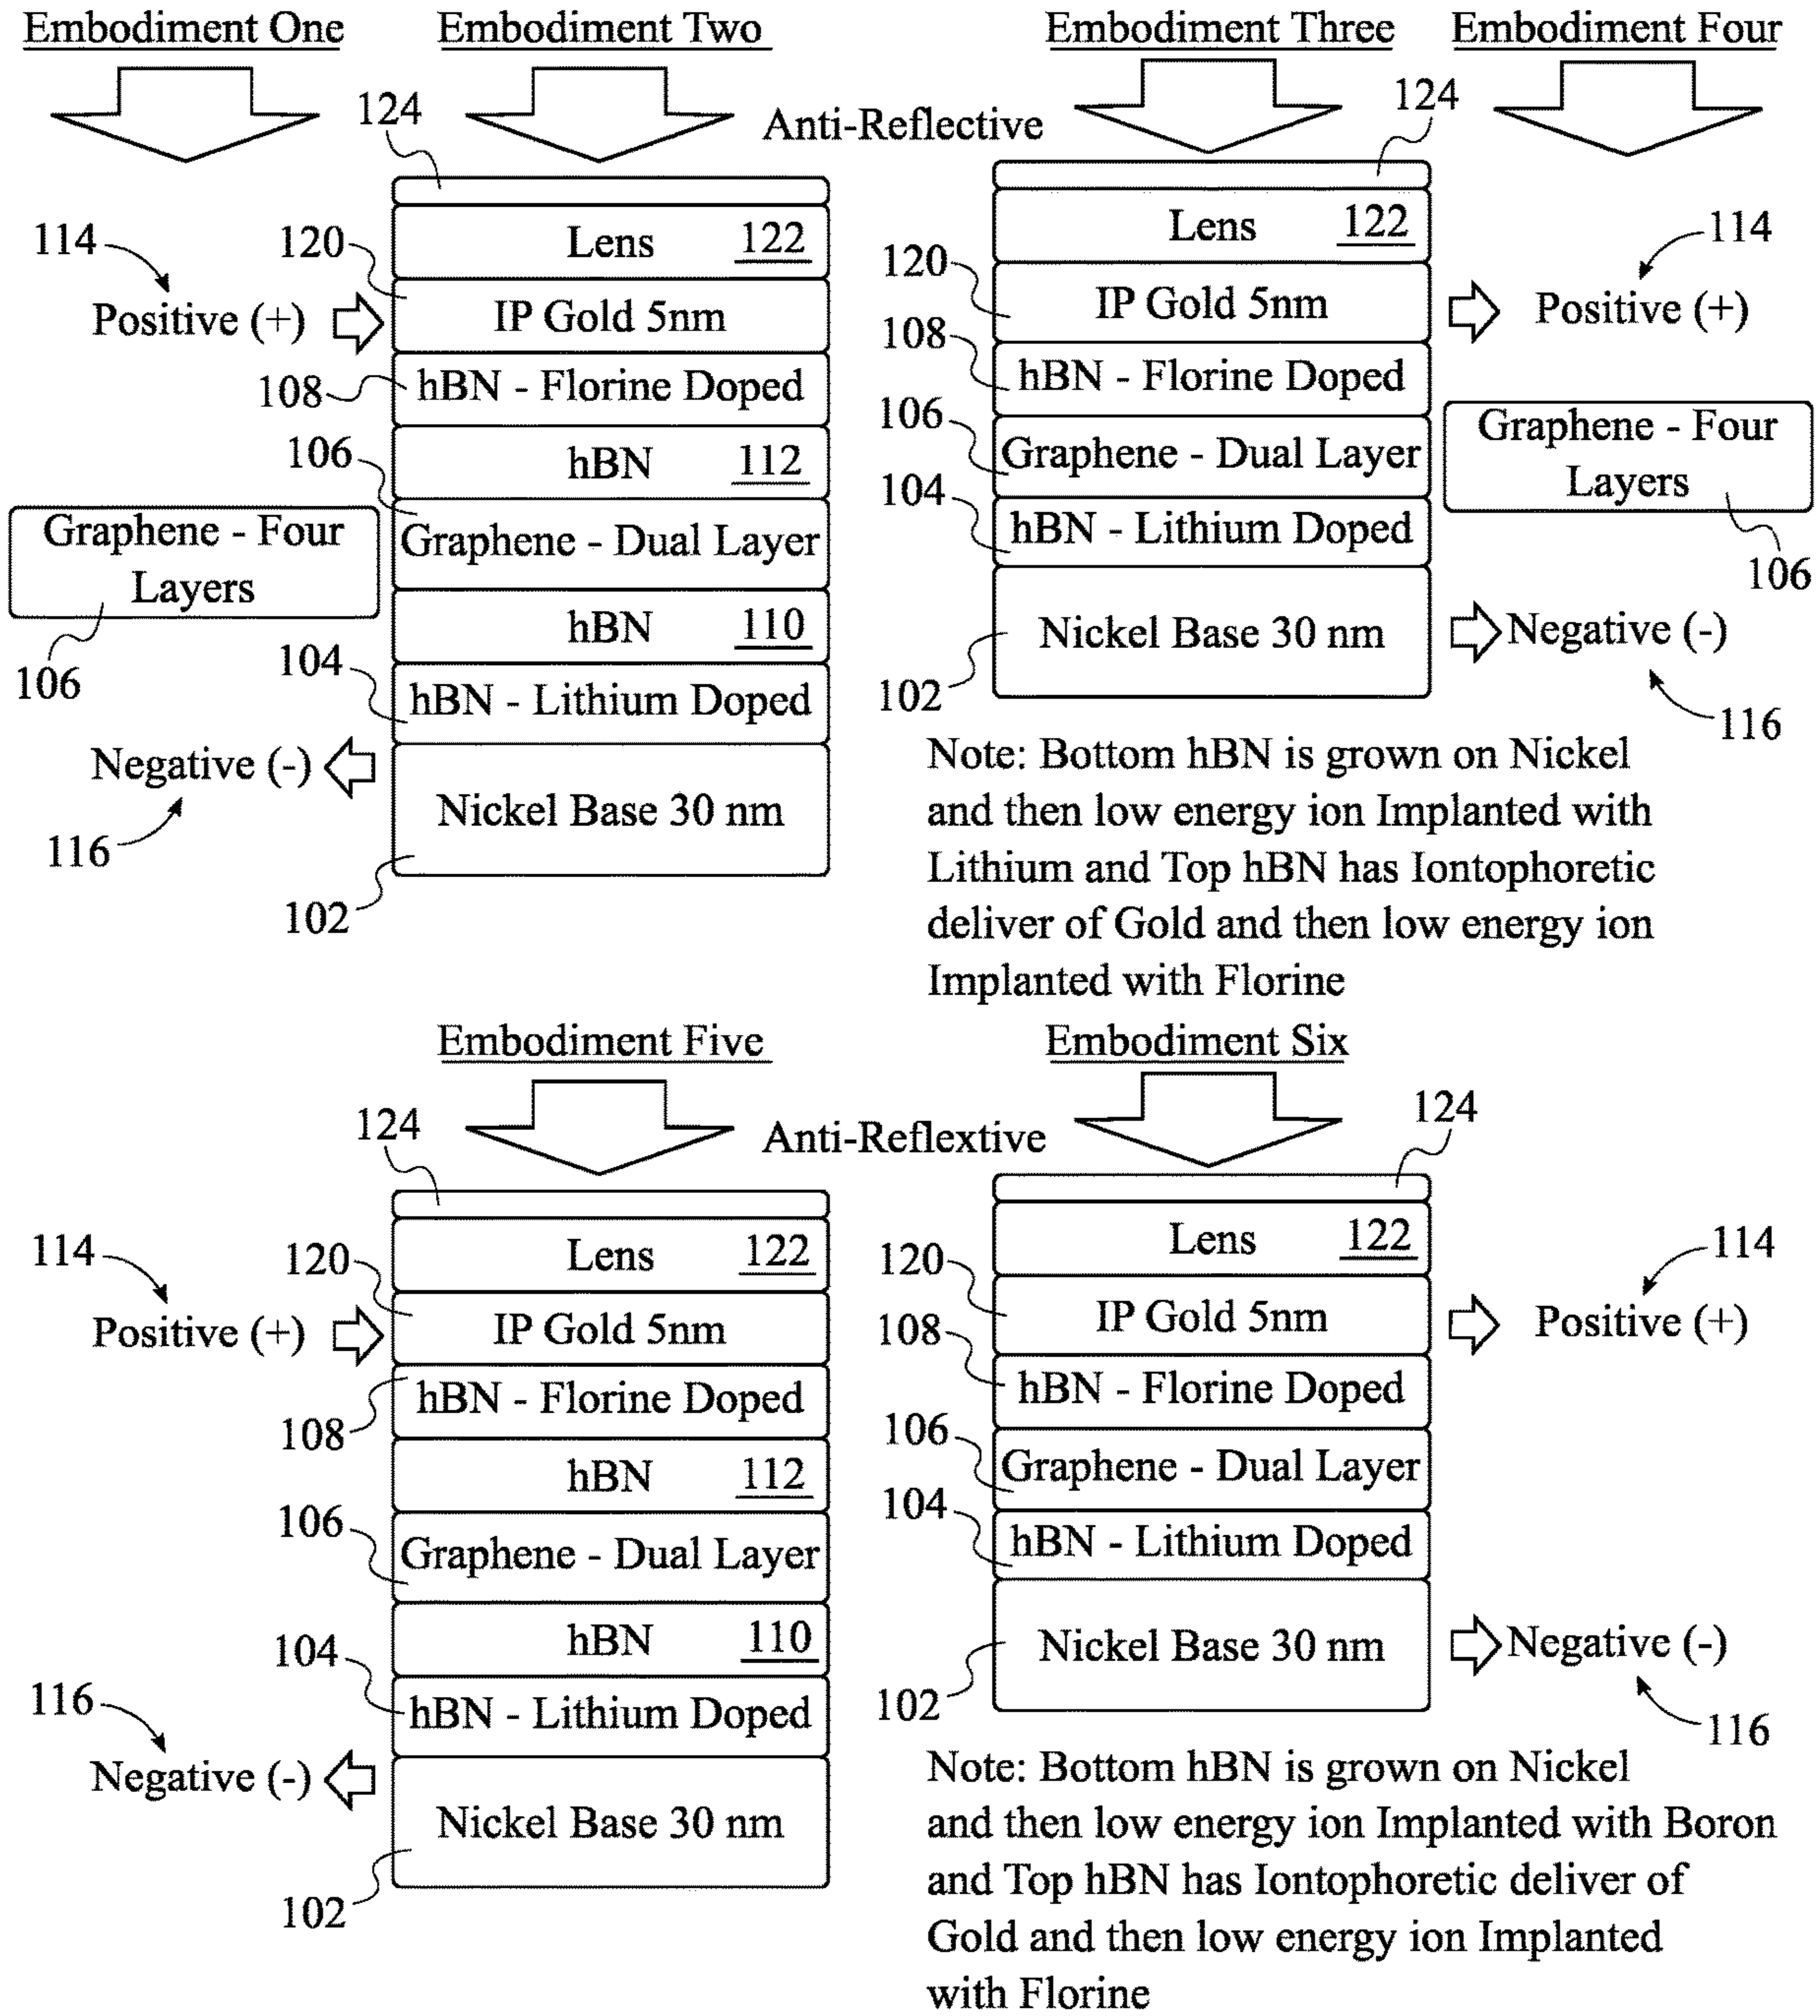 Embodiment One
Embodiment Two
Embodiment Three
Embodiment Four
124
Anti-Reflective
124
114
120
Lens 122
Positive (+)
IP Gold 5nm
108
hBN - Florine Doped
106
hBN 112
Graphene - Four
Layers
106
Graphene - Dual Layer
hBN 110
104
hBN - Lithium Doped
Negative (-)
116
Nickel Base 30 nm
102
Lens 122
114
120
IP Gold 5nm
Positive (+)
108
hBN - Florine Doped
106
Graphene - Dual Layer
Graphene - Four
Layers
106
104
hBN - Lithium Doped
Nickel Base 30 nm
Negative (-)
102
116
Note: Bottom hBN is grown on Nickel
and then low energy ion Implanted with
Lithium and Top hBN has Iontophoretic
deliver of Gold and then low energy ion
Implanted with Florine
Embodiment Five
Embodiment Six
124
Anti-Reflextive
124
114
120
Lens 122
Positive (+)
IP Gold 5nm
hBN - Florine Doped
108
hBN 112
106
Graphene - Dual Layer
hBN 110
104
116
hBN - Lithium Doped
Negative (-)
Nickel Base 30 nm
102
Lens 122
114
120
IP Gold 5nm
Positive (+)
108
hBN - Florine Doped
106
Graphene - Dual Layer
104
hBN - Lithium Doped
Nickel Base 30 nm
Negative (-)
102
116
Note: Bottom hBN is grown on Nickel
and then low energy ion Implanted with Boron
and Top hBN has Iontophoretic deliver of
Gold and then low energy ion Implanted
with Florine